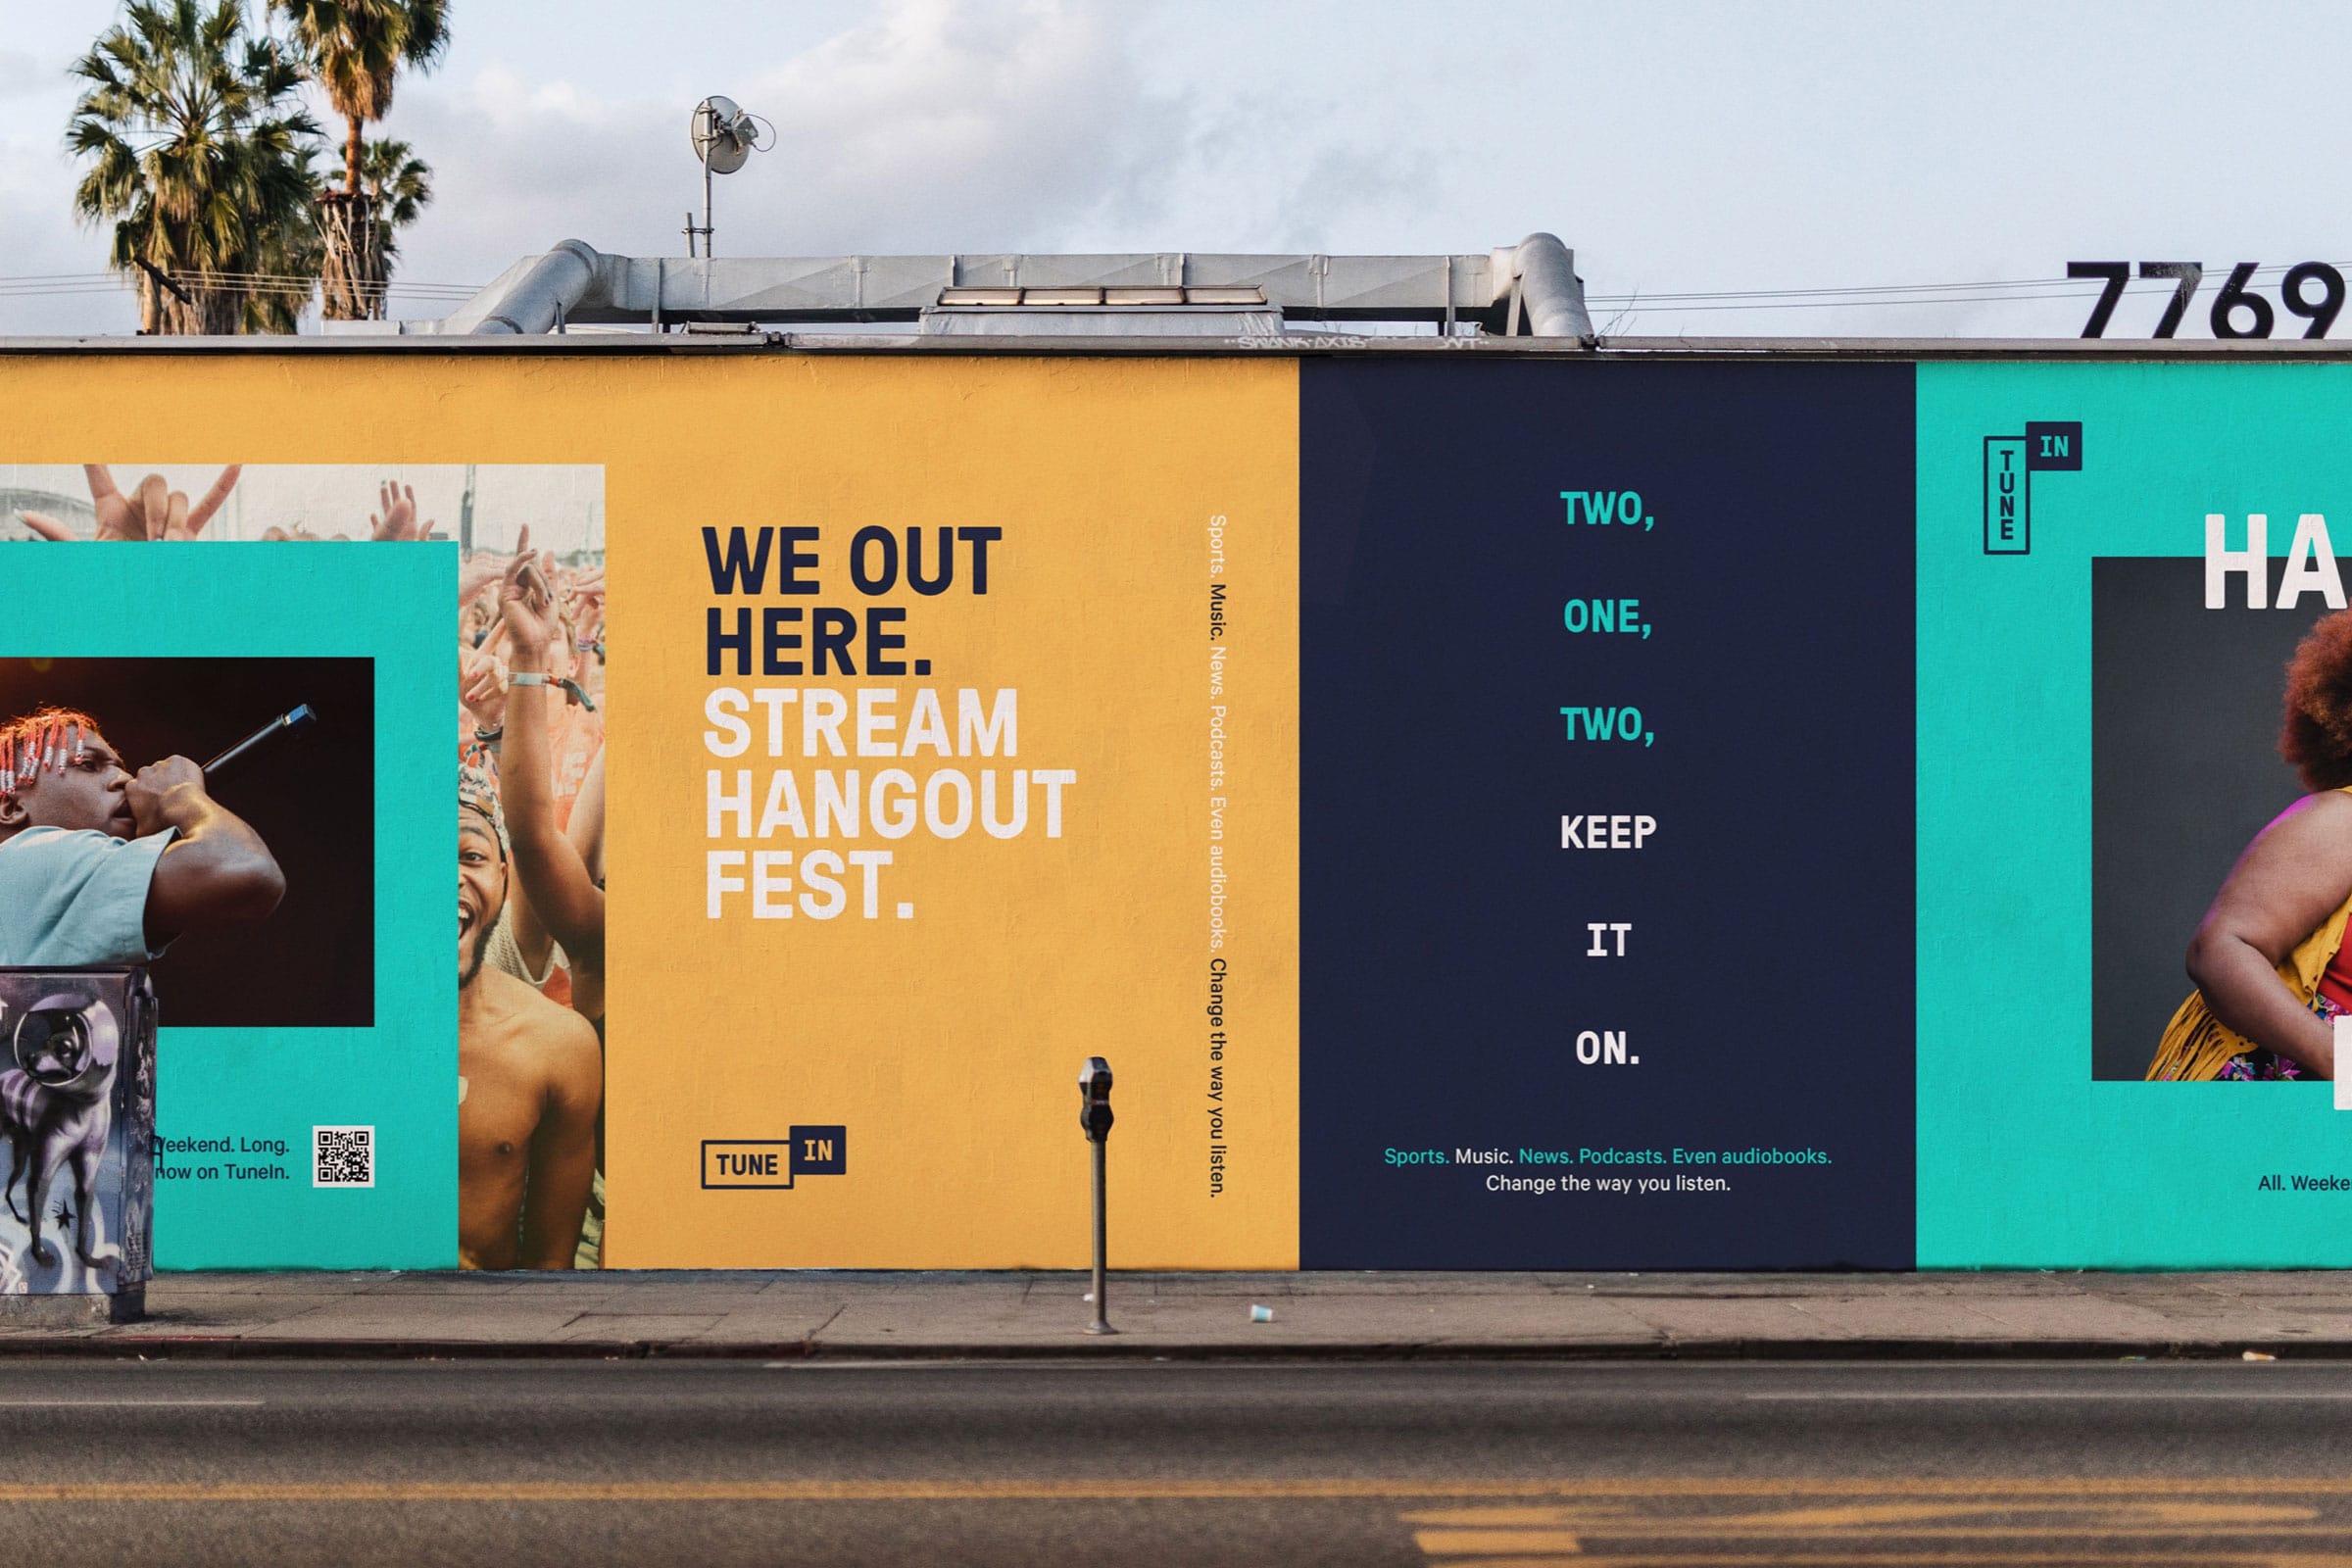 7769
WE OUT
HERE.
STREAM
HANGOUT
FEST.
TUNE IN
Sports. Music. News. Podcasts. Even audiobooks. Change the way you listen.
Weekend. Long.
now on TuneIn.
TWO,
ONE,
TWO,
KEEP
IT
ON.
Sports. Music. News. Podcasts. Even audiobooks.
Change the way you listen.
TUNE IN
HA
All. Weeke